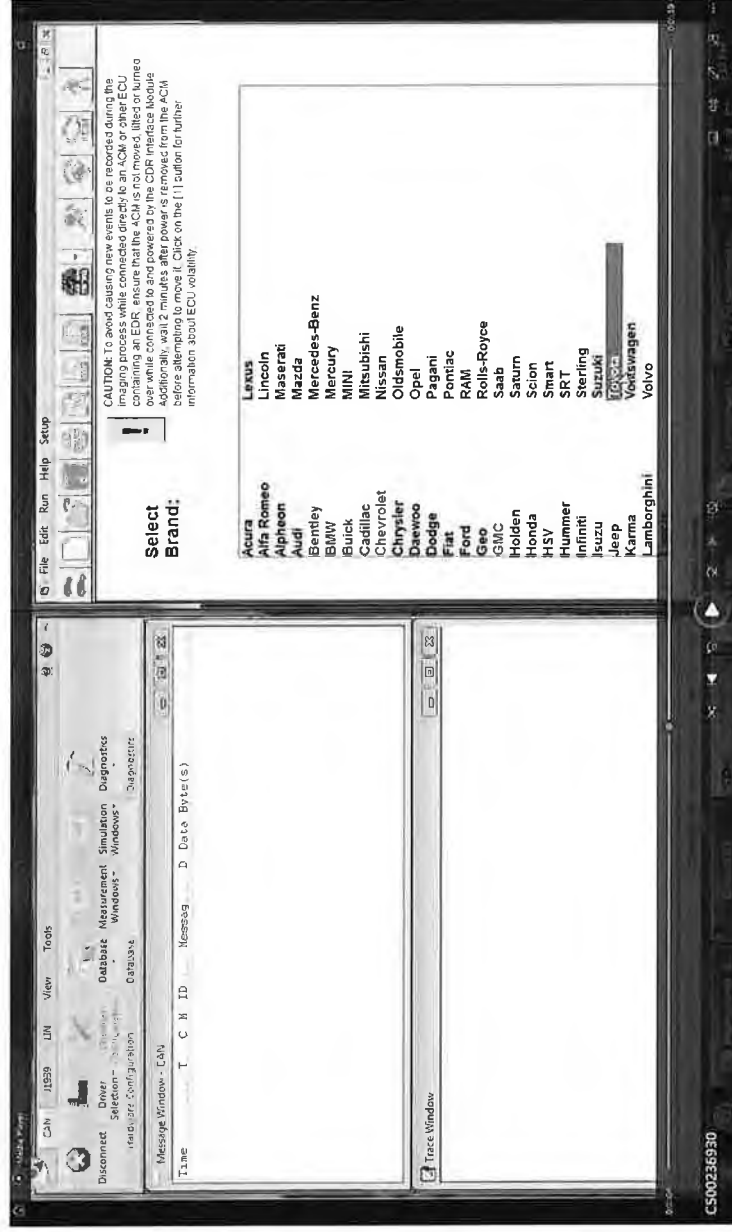 Media Player
CAN J1939 LIN View Tools
Disconnect
Driver
Selection
Database
Measurement
Windows
Simulation
Windows
Diagnostics
Hardware Configuration
Database
Diagnostics
Message Window - CAN
Time T C M ID Messag D Data Byte(s)
Trace Window
File Edit Run Help Setup
Select
Brand:
!
CAUTION: To avoid causing new events to be recorded during the
imaging process while connected directly to an ACM or other ECU
containing an EDR, ensure that the ACM is not moved, tilted or turned
over while connected to and powered by the CDR Interface Module
Additionally, wait 2 minutes after power is removed from the ACM
before attempting to move it. Click on the [!] button for further
information about ECU volatility.
Acura
Alfa Romeo
Alpheon
Audi
Bentley
BMW
Buick
Cadillac
Chevrolet
Chrysler
Daewoo
Dodge
Fiat
Ford
Geo
GMC
Holden
Honda
HSV
Hummer
Infiniti
Isuzu
Jeep
Karma
Lamborghini
Lexus
Lincoln
Maserati
Mazda
Mercedes-Benz
Mercury
MINI
Mitsubishi
Nissan
Oldsmobile
Opel
Pagani
Pontiac
RAM
Rolls-Royce
Saab
Saturn
Scion
Smart
SRT
Sterling
Suzuki
Toyota
Volkswagen
Volvo
CS00236930